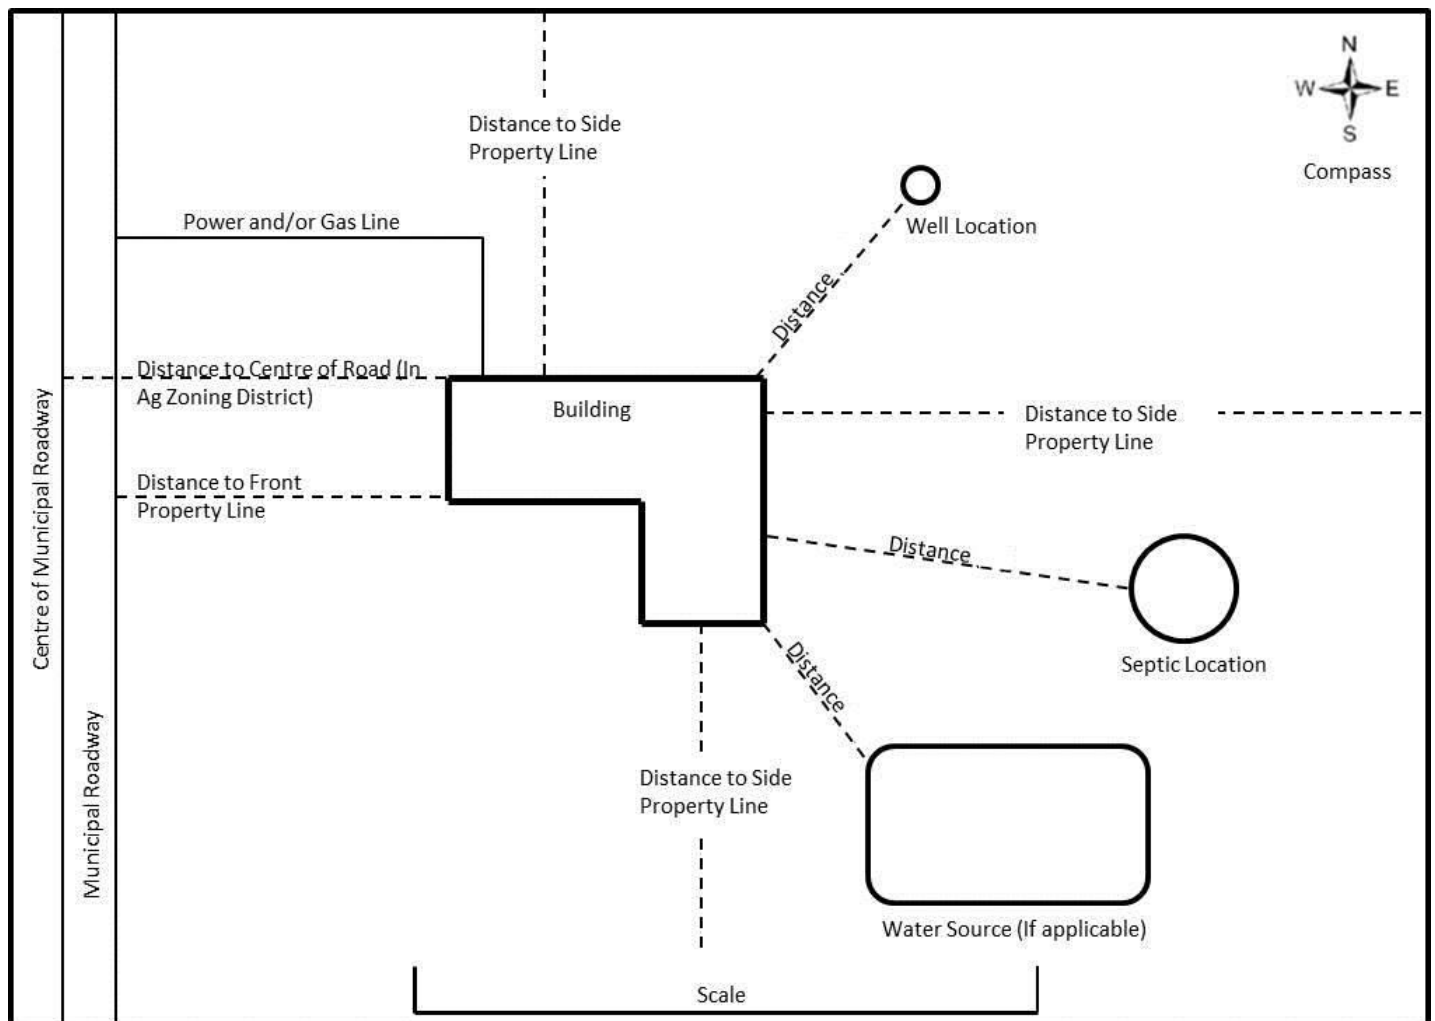 N
W E
S
Compass
Distance to Side
Property Line
Well Location
Power and/or Gas Line
Distance
Distance to Centre of Road (In
Ag Zoning District)
Building
Distance to Side
Property Line
Distance to Front
Property Line
Distance
Septic Location
Distance
Distance to Side
Property Line
Water Source (If applicable)
Scale
Centre of Municipal Roadway
Municipal Roadway